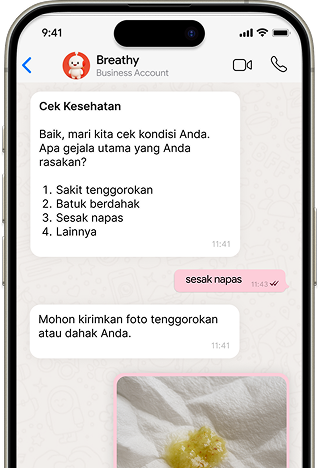 9:41
Breathy
Business Account
Cek Kesehatan
Baik, mari kita cek kondisi Anda.
Apa gejala utama yang Anda
rasakan?
1. Sakit tenggorokan
2. Batuk berdahak
3. Sesak napas
4. Lainnya
11:41
sesak napas
11:43
Mohon kirimkan foto tenggorokan
atau dahak Anda.
11:41